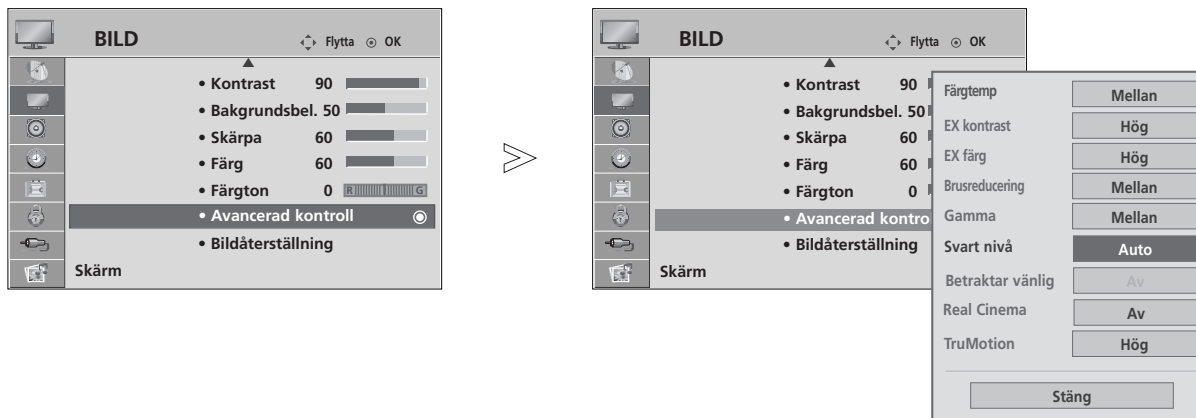 BILD Flytta OK
• Kontrast 90
• Bakgrundsbel. 50
• Skärpa 60
• Färg 60
• Färgton 0 R G
• Avancerad kontroll
• Bildåterställning
Skärm
BILD Flytta OK
• Kontrast 90
• Bakgrundsbel. 50
• Skärpa 60
• Färg 60
• Färgton 0
• Avancerad kontro
• Bildåterställning
Skärm
Färgtemp Mellan
EX kontrast Hög
EX färg Hög
Brusreducering Mellan
Gamma Mellan
Svart nivå Auto
Betraktar vänlig Av
Real Cinema Av
TruMotion Hög
Stäng